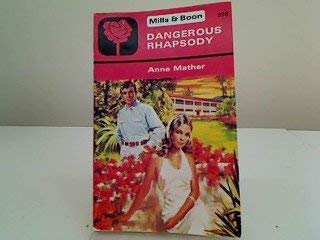 Mills & Boon
996
DANGEROUS
RHAPSODY
Anne Mather